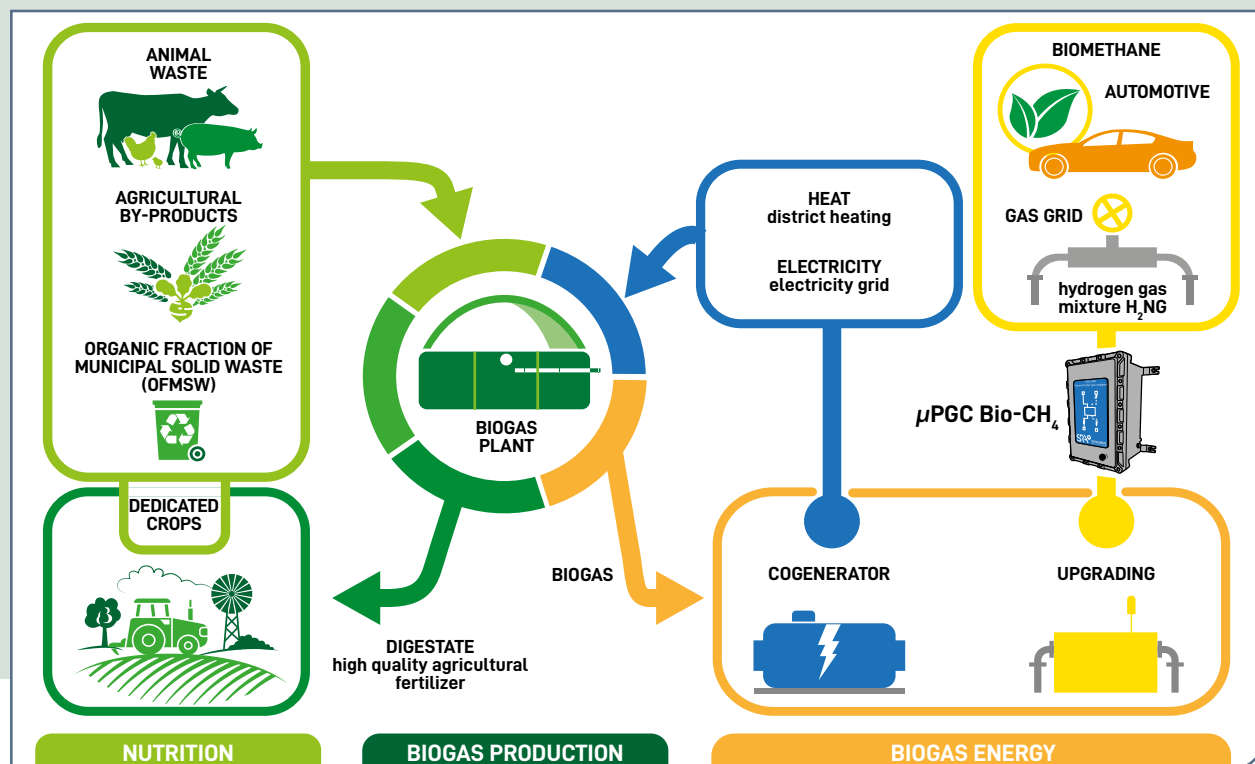 ANIMAL
WASTE
AGRICULTURAL
BY-PRODUCTS
ORGANIC FRACTION OF
MUNICIPAL SOLID WASTE
(OFMSW)
DEDICATED
CROPS
BIOGAS
PLANT
HEAT
district heating
ELECTRICITY
electricity grid
BIOMETHANE
AUTOMOTIVE
GAS GRID
hydrogen gas
mixture H₂NG
µPGC Bio-CH₄
BIOGAS
COGENERATOR
UPGRADING
DIGESTATE
high quality agricultural
fertilizer
NUTRITION
BIOGAS PRODUCTION
BIOGAS ENERGY